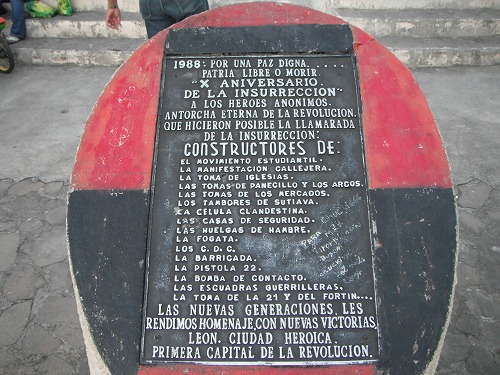 1988: POR UNA PAZ DIGNA.....
PATRIA LIBRE O MORIR.
"X ANIVERSARIO
DE LA INSURRECCION"
A LOS HEROES ANONIMOS.
ANTORCHA ETERNA DE LA REVOLUCION.
QUE HICIERON POSIBLE LA LLAMARADA
DE LA INSURRECCION:
CONSTRUCTORES DE:
EL MOVIMIENTO ESTUDIANTIL.
LA MANIFESTACION CALLEJERA.
LA TOMA DE IGLESIAS.
LAS TOMAS DE PANECILLO Y LOS ARCOS.
LAS TOMAS DE LOS MERCADOS.
LOS TAMBORES DE SUTIAVA.
LA CELULA CLANDESTINA.
LAS CASAS DE SEGURIDAD.
LAS HUELGAS DE HAMBRE.
LA FOGATA.
LOS C.D.C.
LA BARRICADA.
LA PISTOLA 22.
LA BOMBA DE CONTACTO.
LAS ESCUADRAS GUERRILLERAS.
LA TOMA DE LA 21 Y DEL FORTIN....
LAS NUEVAS GENERACIONES, LES
RENDIMOS HOMENAJE, CON NUEVAS VICTORIAS
LEON. CIUDAD HEROICA.
PRIMERA CAPITAL DE LA REVOLUCION.